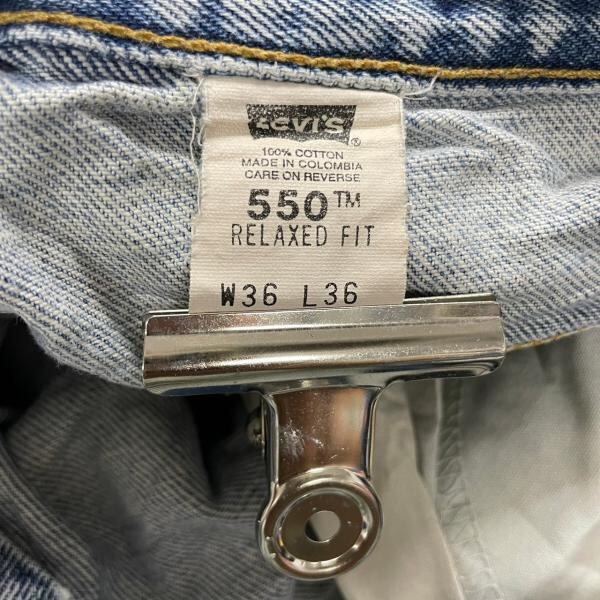 LEVI'S ®
100% COTTON
MADE IN COLOMBIA
CARE ON REVERSE
550™
RELAXED FIT
W36 L36